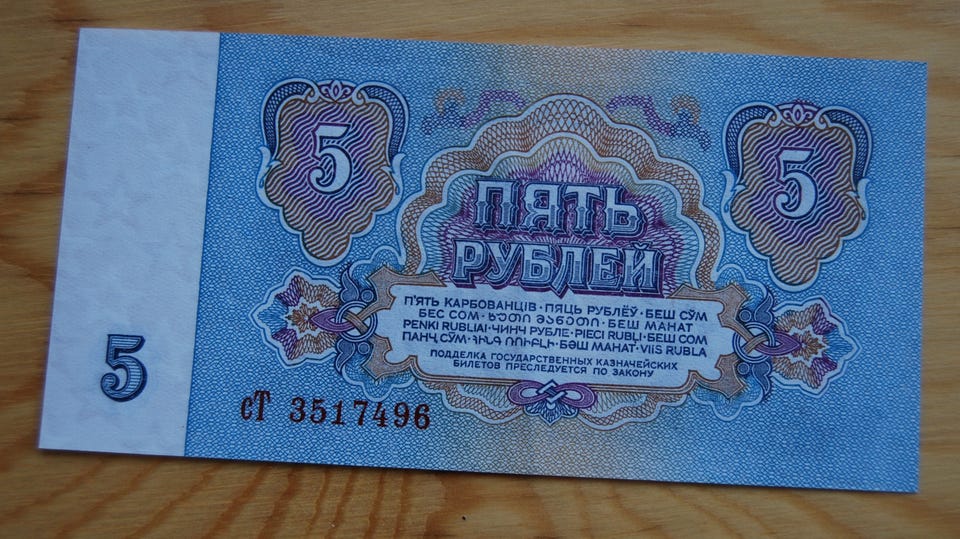 5 5
ПЯТЬ
РУБЛЕЙ
П'ЯТЬ КАРБОВАНЦІВ · ПЯЦЬ РУБЛЁЎ · БЕШ СЎМ
БЕС СОМ · ხუთი მანეთი · БЕШ МАНАТ
PENKI RUBLIAI · ЧИНЧ РУБЛЕ · PIECI RUBĻI · БЕШ СОМ
ПАНҶ СӮМ · ՀԻՆԳ ՌՈՒԲԼԻ · БӘШ МАНАТ · VIIS RUBLA
ПОДДЕЛКА ГОСУДАРСТВЕННЫХ КАЗНАЧЕЙСКИХ
БИЛЕТОВ ПРЕСЛЕДУЕТСЯ ПО ЗАКОНУ
5
сТ 3517496